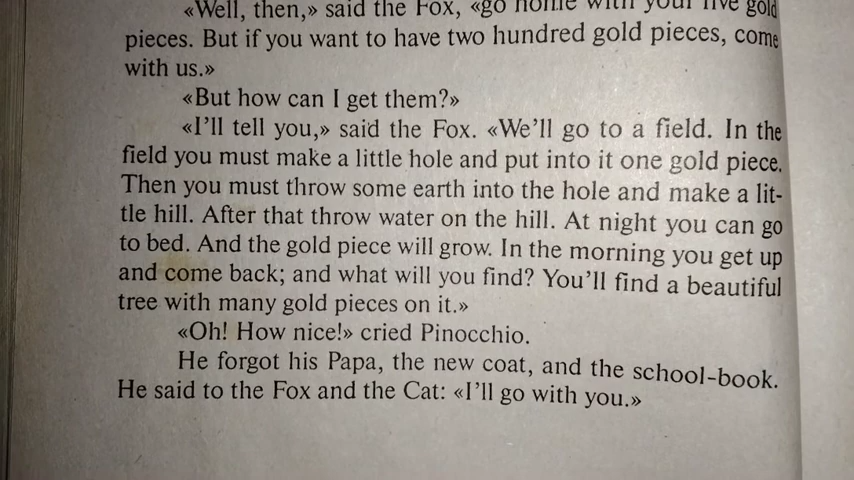 «Well, then,» said the Fox, «go home with your five gold
pieces. But if you want to have two hundred gold pieces, come
with us.»
«But how can I get them?»
«I'll tell you,» said the Fox. «We'll go to a field. In the
field you must make a little hole and put into it one gold piece.
Then you must throw some earth into the hole and make a lit-
tle hill. After that throw water on the hill. At night you can go
to bed. And the gold piece will grow. In the morning you get up
and come back; and what will you find? You'll find a beautiful
tree with many gold pieces on it.»
«Oh! How nice!» cried Pinocchio.
He forgot his Papa, the new coat, and the school-book.
He said to the Fox and the Cat: «I'll go with you.»